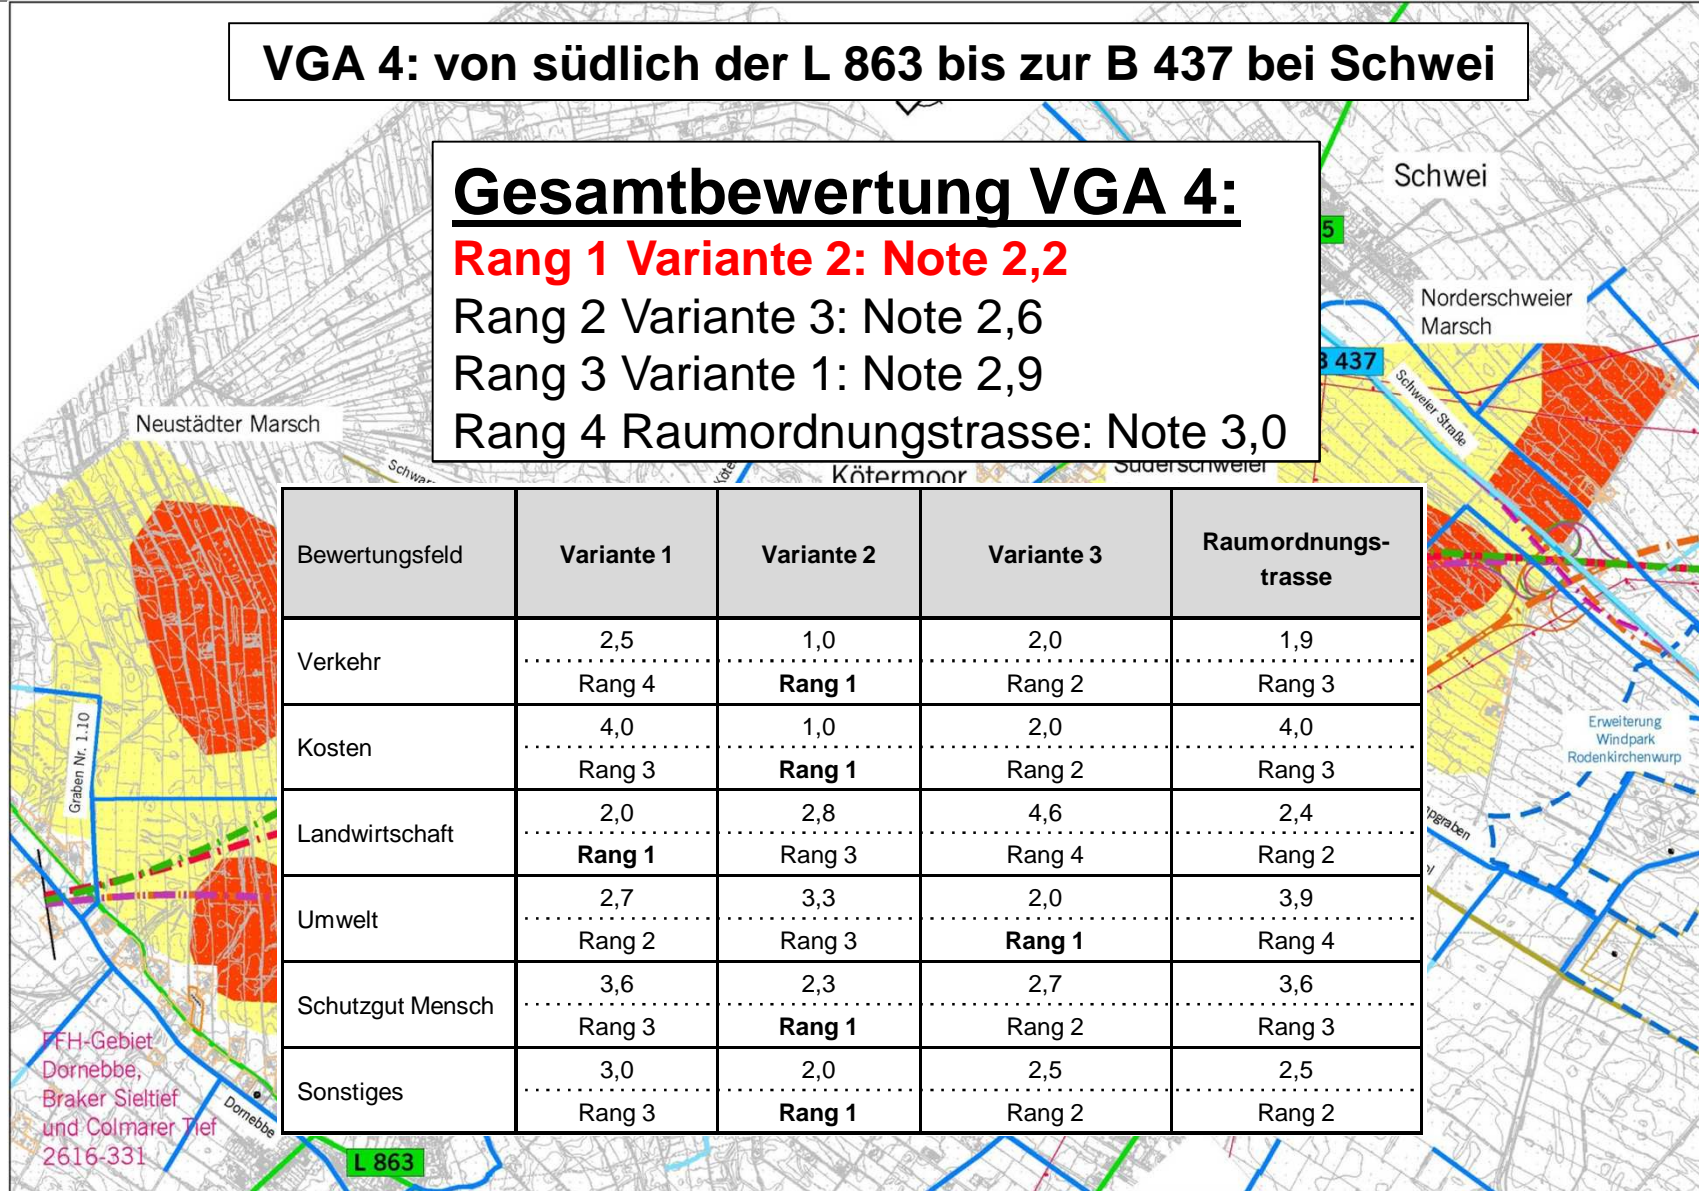 VGA 4: von südlich der L 863 bis zur B 437 bei Schwei
Gesamtbewertung VGA 4:
Rang 1 Variante 2: Note 2,2
Rang 2 Variante 3: Note 2,6
Rang 3 Variante 1: Note 2,9
Rang 4 Raumordnungstrasse: Note 3,0
Schwei
5
Norderschweier
Marsch
B 437
Schweier Straße
Neustädter Marsch
Kötermoor
Süderschweier
Bewertungsfeld Variante 1 Variante 2 Variante 3 Raumordnungs-
trasse
Verkehr
2,5 1,0 2,0 1,9
Rang 4 Rang 1 Rang 2 Rang 3
Kosten
4,0 1,0 2,0 4,0
Rang 3 Rang 1 Rang 2 Rang 3
Landwirtschaft
2,0 2,8 4,6 2,4
Rang 1 Rang 3 Rang 4 Rang 2
Umwelt
2,7 3,3 2,0 3,9
Rang 2 Rang 3 Rang 1 Rang 4
Schutzgut Mensch
3,6 2,3 2,7 3,6
Rang 3 Rang 1 Rang 2 Rang 3
Sonstiges
3,0 2,0 2,5 2,5
Rang 3 Rang 1 Rang 2 Rang 2
Graben Nr. 1.10
Erweiterung
Windpark
Rodenkirchenwurp
FFH-Gebiet
Dornebbe,
Braker Sieltief
und Colmarer Tief
2616-331
Dornebbe
L 863